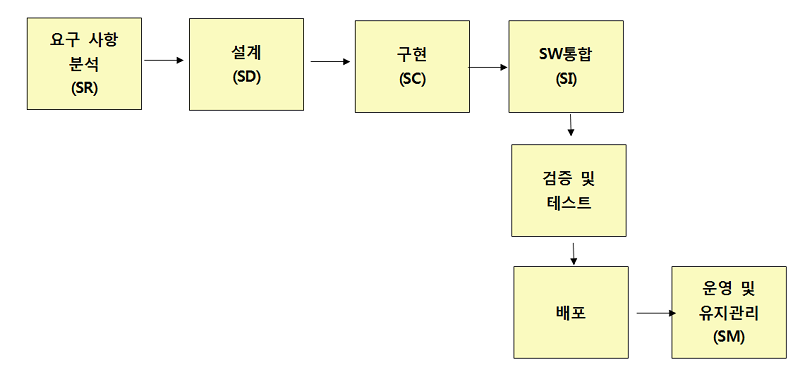 요구 사항
분석
(SR)
설계
(SD)
구현
(SC)
SW통합
(SI)
검증 및
테스트
배포
운영 및
유지관리
(SM)